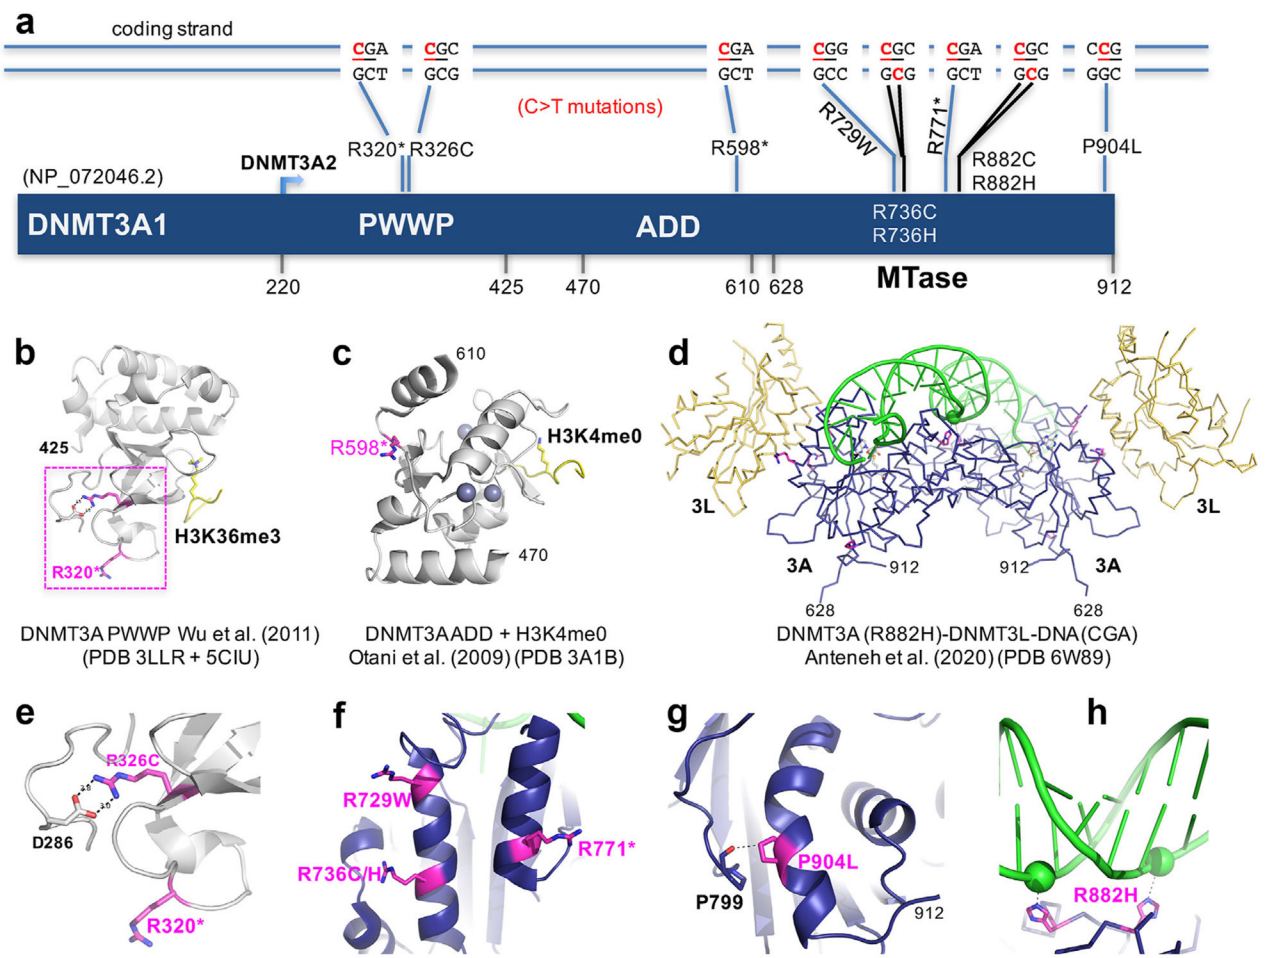 a
coding strand
CGA CGC CGA CGG CGC CGA CGC CCG
GCT GCG GCT GCC GCG GCT GCG GGC
(C>T mutations)
R320* R326C R598* R729W R771* R882C P904L
R882H
DNMT3A2
(NP_072046.2)
DNMT3A1 PWWP ADD R736C
R736H
220 425 470 610 628 MTase 912
b
425
H3K36me3
R320*
DNMT3A PWWP Wu et al. (2011)
(PDB 3LLR + 5CIU)
c
610
R598*
H3K4me0
470
DNMT3A ADD + H3K4me0
Otani et al. (2009) (PDB 3A1B)
d
3L 3L
3A 912 912 3A
628 628
DNMT3A (R882H)-DNMT3L-DNA(CGA)
Anteneh et al. (2020) (PDB 6W89)
e
R326C
D286
R320*
f
R729W
R771*
R736C/H
g
P904L
P799
912
h
R882H